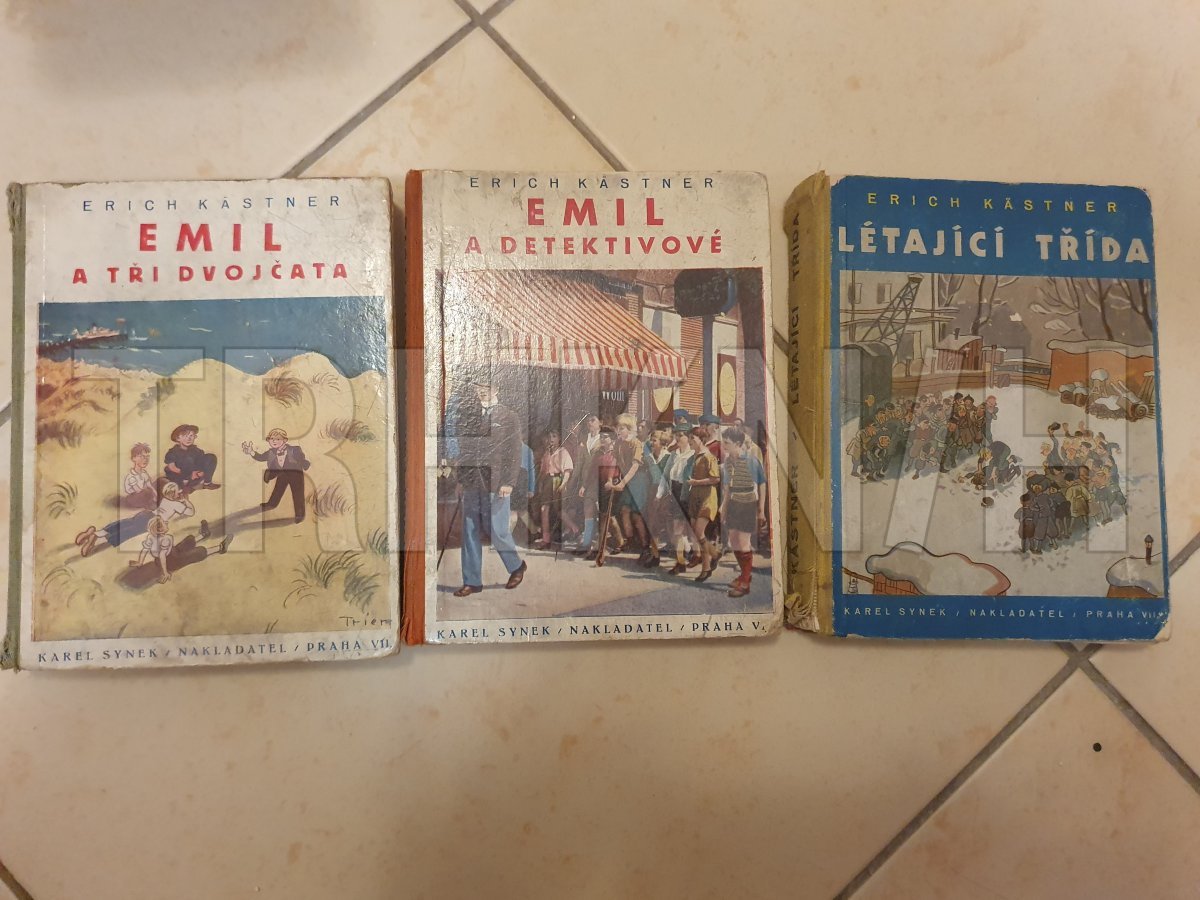 ERICH KÄSTNER
EMIL
A TŘI DVOJČATA
Trier
KAREL SYNEK / NAKLADATEL / PRAHA VII.
ERICH KÄSTNER
EMIL
A DETEKTIVOVÉ
KAREL SYNEK / NAKLADATEL / PRAHA V.
KÄSTNER / LÉTAJÍCÍ TŘÍDA
ERICH KÄSTNER
LÉTAJÍCÍ TŘÍDA
KAREL SYNEK / NAKLADATEL / PRAHA VII.